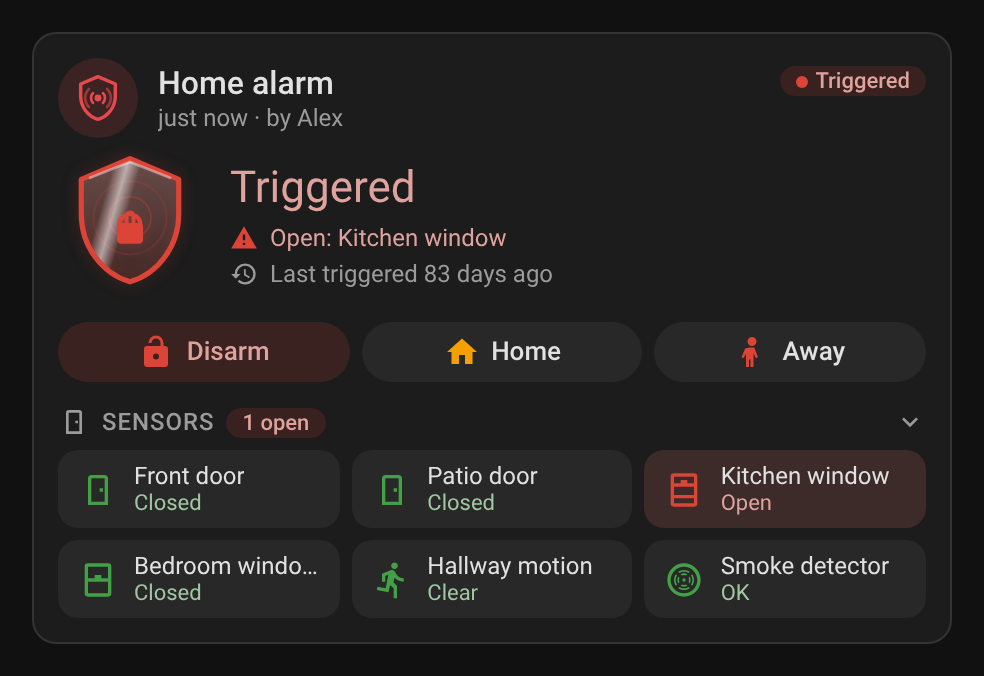 Home alarm
Triggered
just now · by Alex
Triggered
Open: Kitchen window
Last triggered 83 days ago
Disarm
Home
Away
SENSORS
1 open
Front door
Closed
Patio door
Closed
Kitchen window
Open
Bedroom windo...
Closed
Hallway motion
Clear
Smoke detector
OK